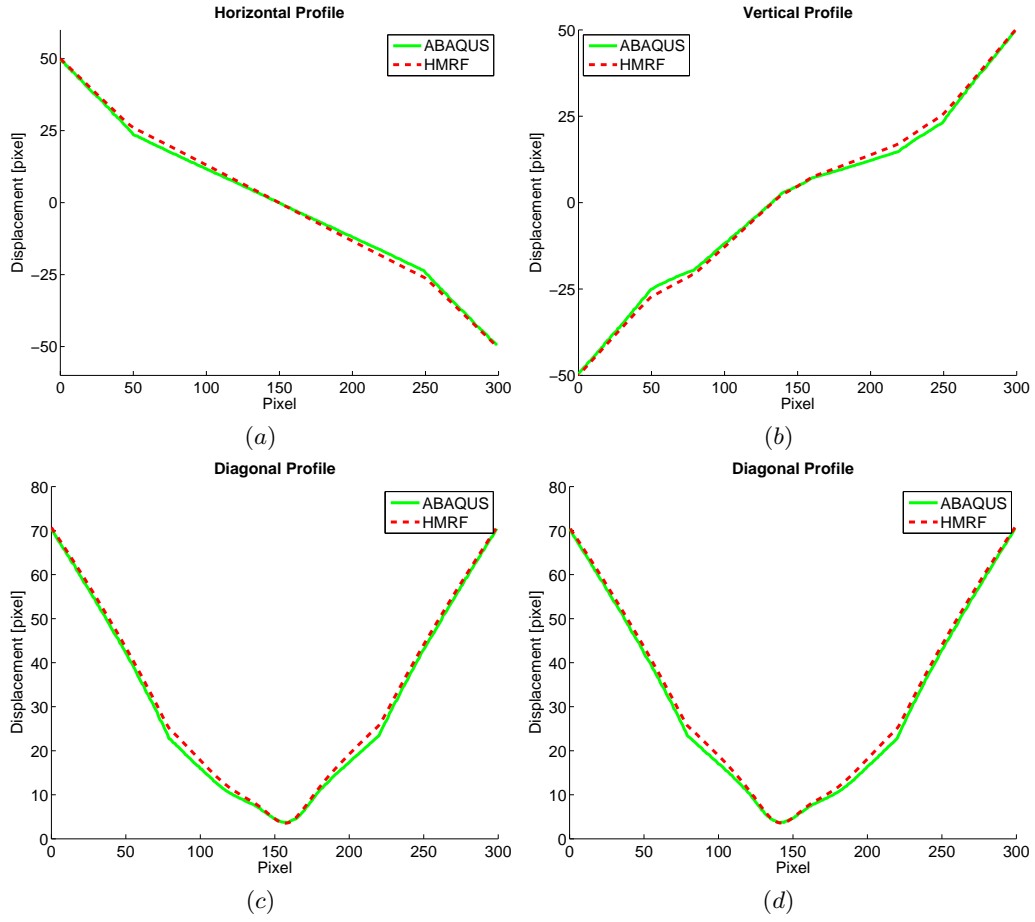 Horizontal Profile
ABAQUS
HMRF
Displacement [pixel]
50
25
0
−25
−50
0 50 100 150 200 250 300
Pixel
(a)
Vertical Profile
ABAQUS
HMRF
Displacement [pixel]
50
25
0
−25
−50
0 50 100 150 200 250 300
Pixel
(b)
Diagonal Profile
ABAQUS
HMRF
Displacement [pixel]
80
70
60
50
40
30
20
10
0
0 50 100 150 200 250 300
Pixel
(c)
Diagonal Profile
ABAQUS
HMRF
Displacement [pixel]
80
70
60
50
40
30
20
10
0
0 50 100 150 200 250 300
Pixel
(d)